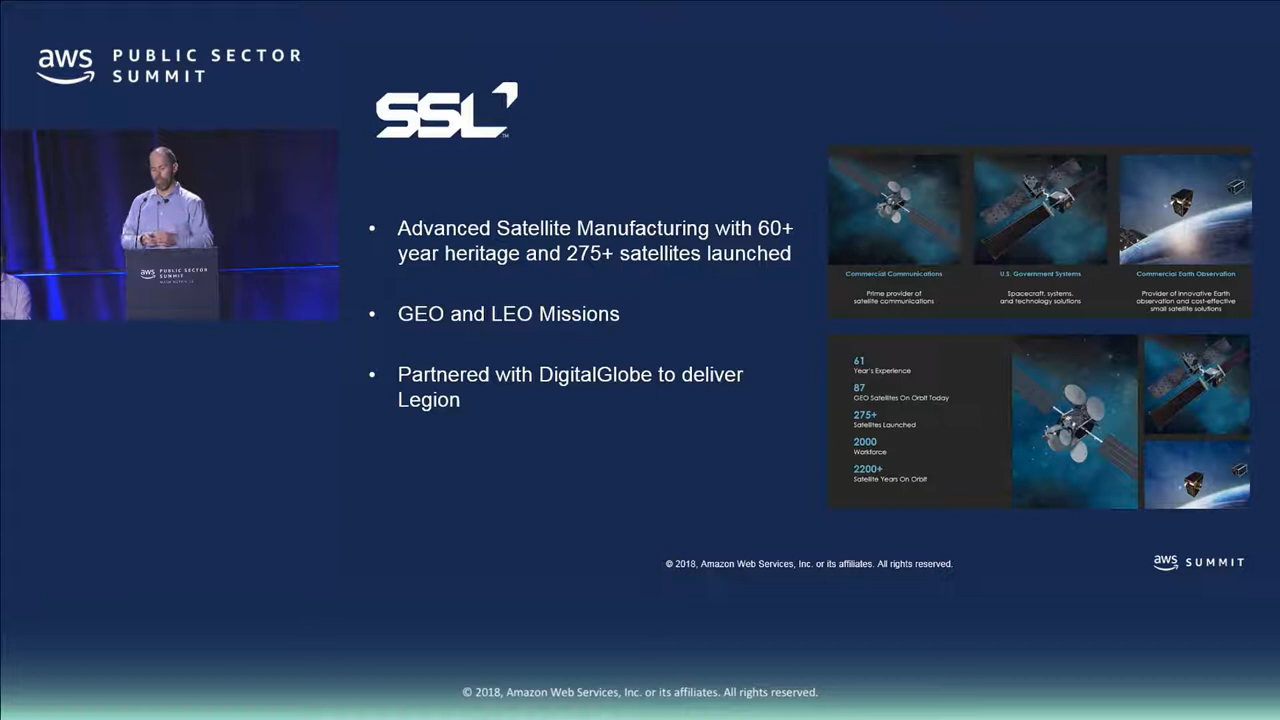 aws PUBLIC SECTOR
SUMMIT
SSL
TM
aws PUBLIC SECTOR
SUMMIT
• Advanced Satellite Manufacturing with 60+
year heritage and 275+ satellites launched
• GEO and LEO Missions
• Partnered with DigitalGlobe to deliver
Legion
Commercial Communications
Prime provider of
satellite communications
U.S. Government Systems
Spacecraft, systems,
and technology solutions
Commercial Earth Observation
Provider of innovative Earth
observation and cost-effective
small satellite solutions
61
Year's Experience
87
GEO Satellites On Orbit Today
275+
Satellites Launched
2000
Workforce
2200+
Satellite Years On Orbit
© 2018, Amazon Web Services, Inc. or its affiliates. All rights reserved.
aws SUMMIT
© 2018, Amazon Web Services, Inc. or its affiliates. All rights reserved.